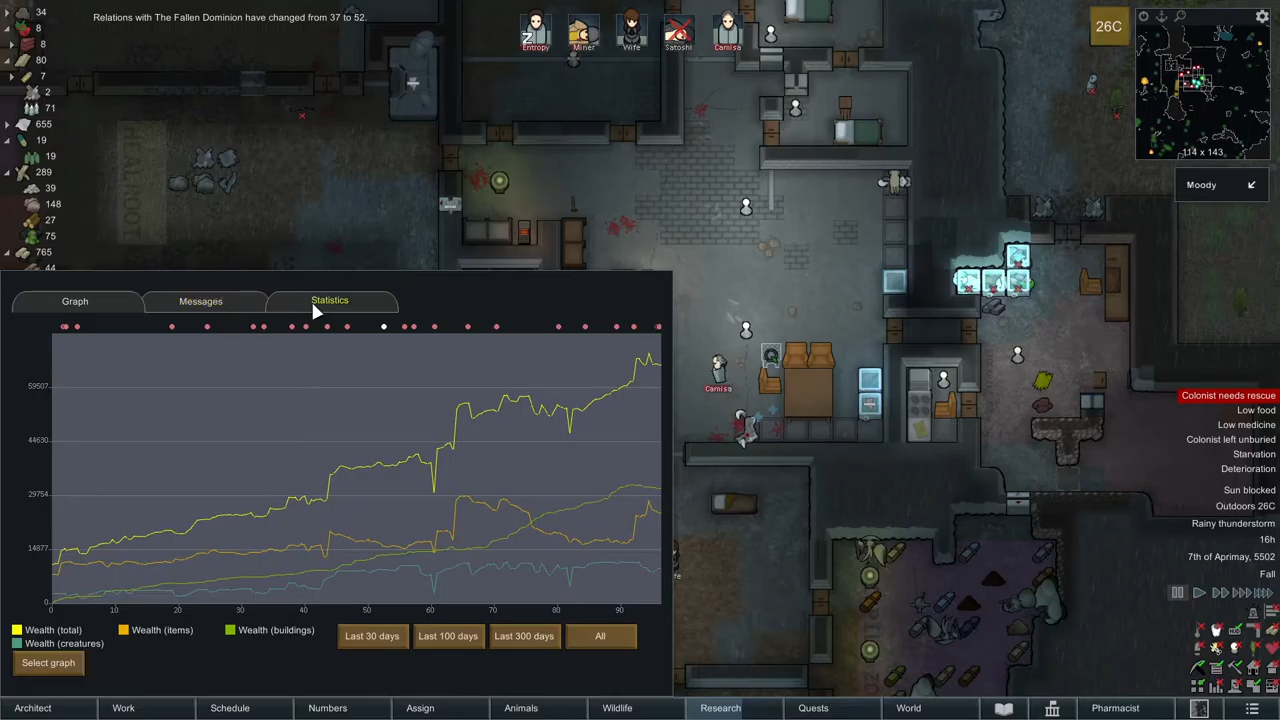 Relations with The Fallen Dominion have changed from 37 to 52.
34
8
8
80
7
2
71
655
19
19
289
39
148
27
75
765
44
Z
Entropy
Miner
Wife
Satoshi
Camisa
26C
114 x 143
Moody
HEALROOT
Graph
Messages
Statistics
59507
44630
29754
14877
0
0
10
20
30
40
50
60
70
80
90
Wealth (total)
Wealth (items)
Wealth (buildings)
Wealth (creatures)
Last 30 days
Last 100 days
Last 300 days
All
Select graph
Camisa
Colonist needs rescue
Low food
Low medicine
Colonist left unburied
Starvation
Deterioration
Sun blocked
Outdoors 26C
Rainy thunderstorm
16h
7th of Aprimay, 5502
Fall
Architect
Work
Schedule
Numbers
Assign
Animals
Wildlife
Research
Quests
World
Pharmacist